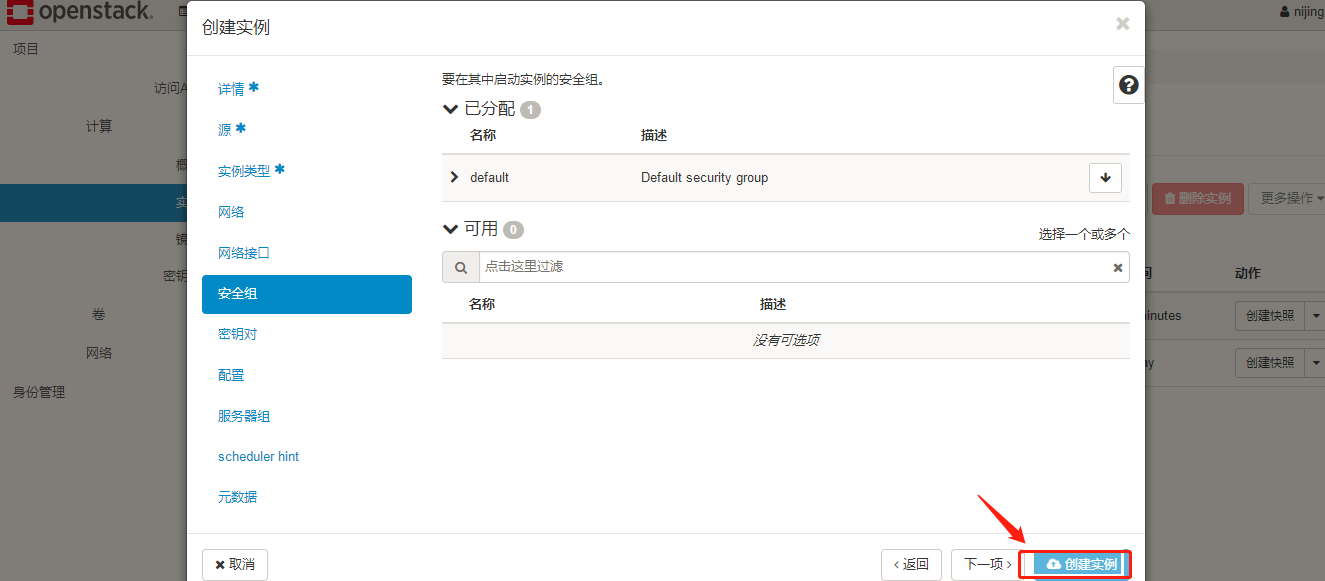 openstack.
nijing
创建实例
项目
访问A
计算
概
实
镜
密钥
卷
网络
身份管理
详情 *
源 *
实例类型 *
网络
网络接口
安全组
密钥对
配置
服务器组
scheduler hint
元数据
要在其中启动实例的安全组。
已分配 1
名称 描述
default Default security group
可用 0
选择一个或多个
点击这里过滤
名称 描述
没有可选项
删除实例 更多操作
间 动作
minutes 创建快照
ay 创建快照
取消 ‹ 返回 下一项 › 创建实例